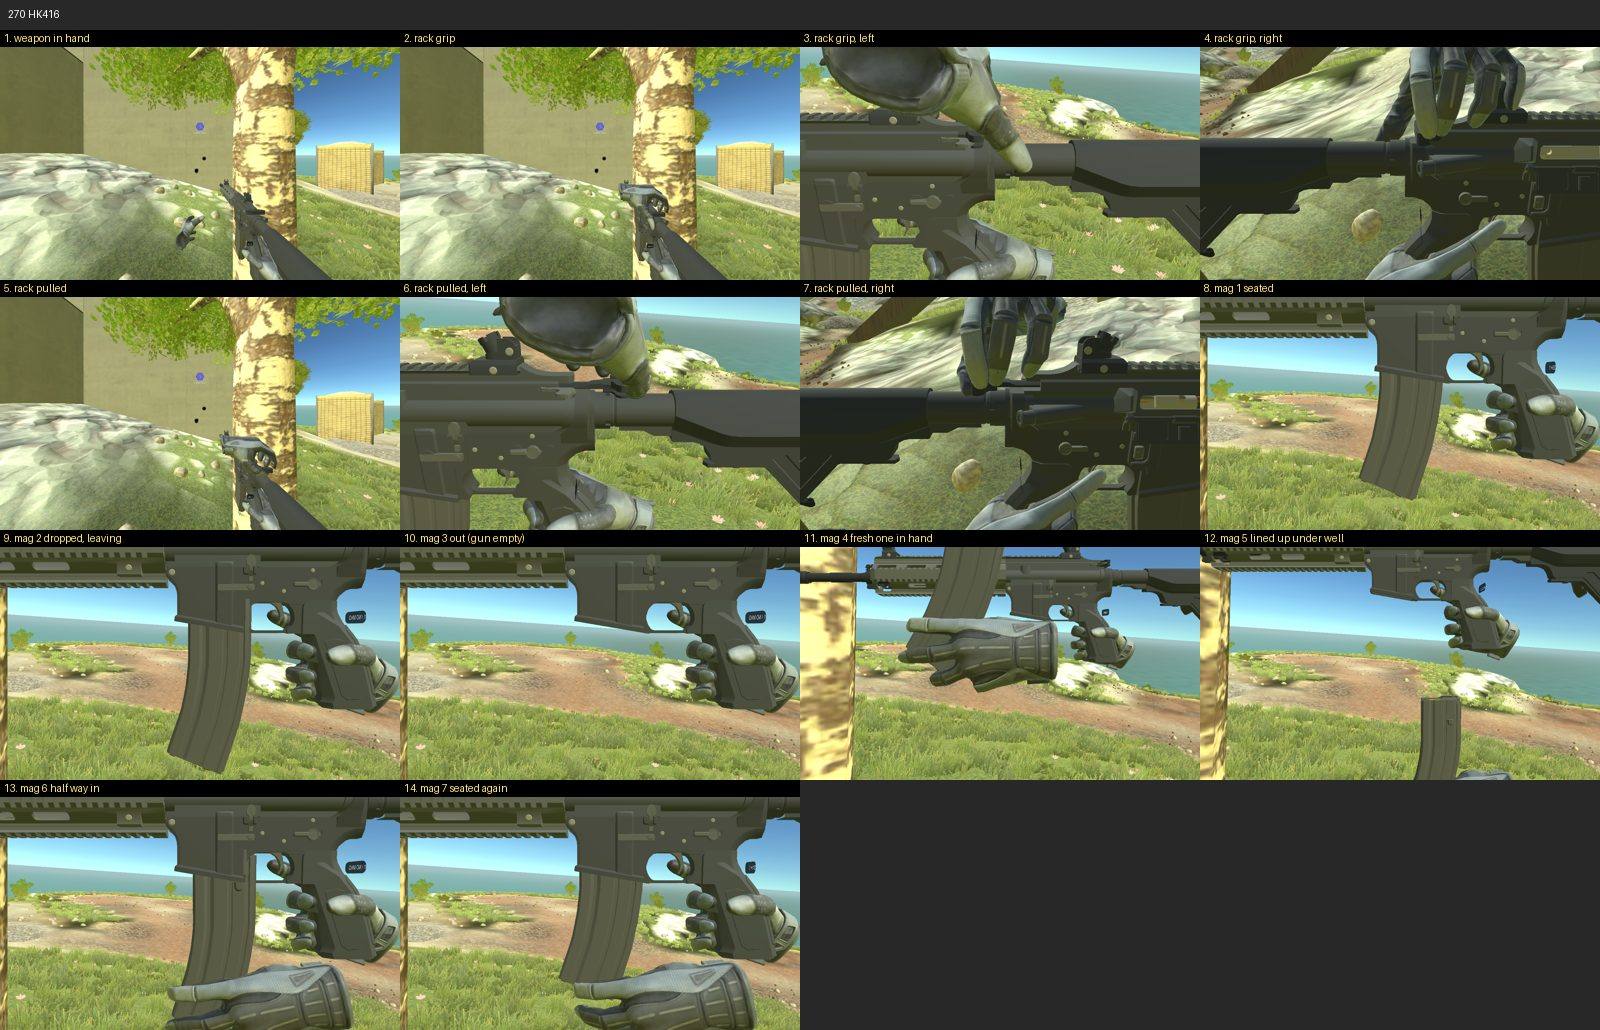 270 HK416
1. weapon in hand
2. rack grip
3. rack grip, left
4. rack grip, right
5. rack pulled
6. rack pulled, left
7. rack pulled, right
8. mag 1 seated
9. mag 2 dropped, leaving
10. mag 3 out (gun empty)
11. mag 4 fresh one in hand
12. mag 5 lined up under well
13. mag 6 half way in
14. mag 7 seated again